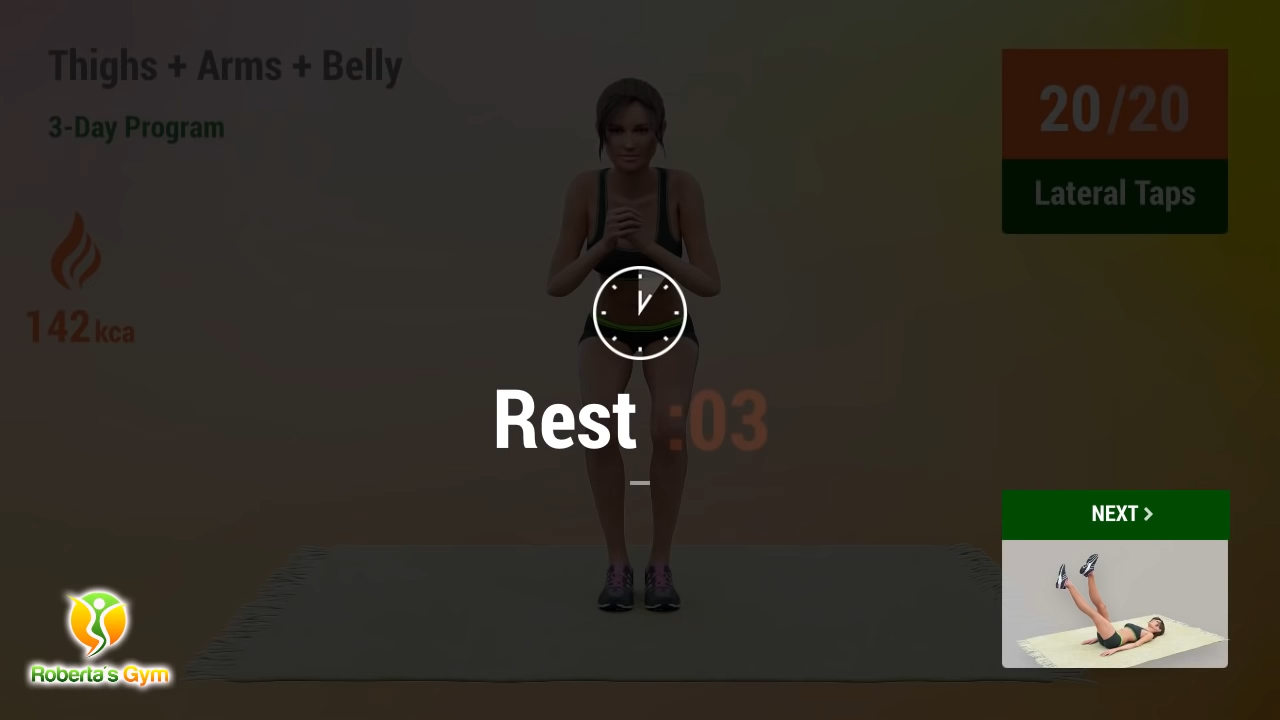 Thighs + Arms + Belly
3-Day Program
20/20
Lateral Taps
142 kca
Rest :03
NEXT >
Roberta's Gym